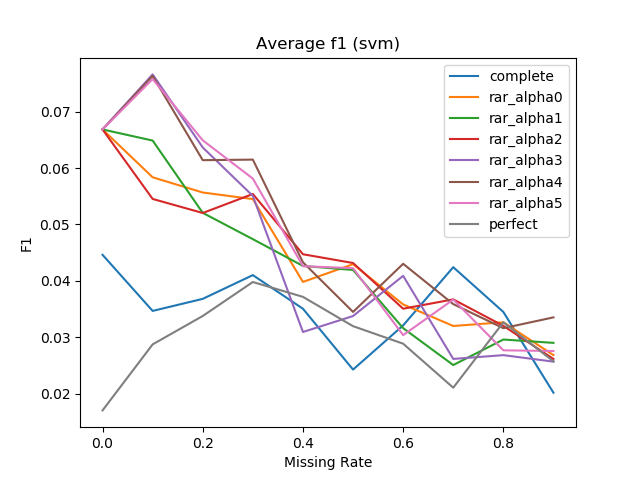 Average f1 (svm)
complete
rar_alpha0
rar_alpha1
rar_alpha2
rar_alpha3
rar_alpha4
rar_alpha5
perfect
0.07
0.06
0.05
0.04
0.03
0.02
F1
0.0 0.2 0.4 0.6 0.8
Missing Rate